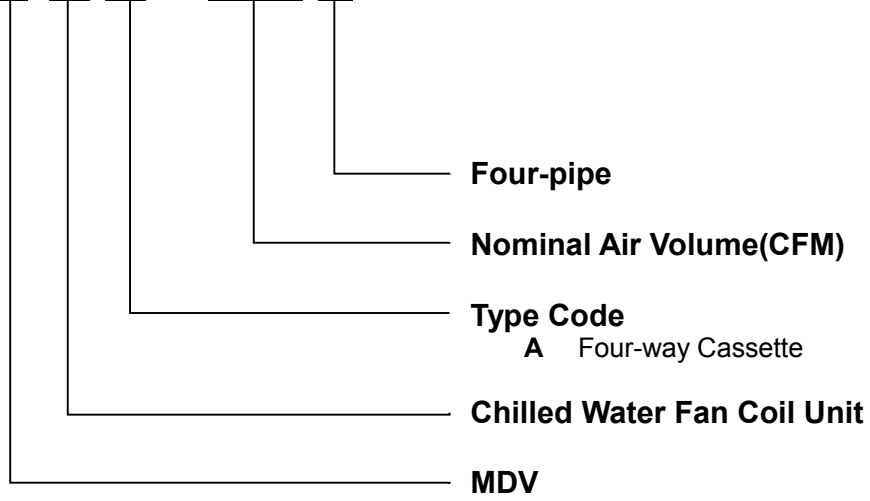 Four-pipe
Nominal Air Volume(CFM)
Type Code
A Four-way Cassette
Chilled Water Fan Coil Unit
MDV